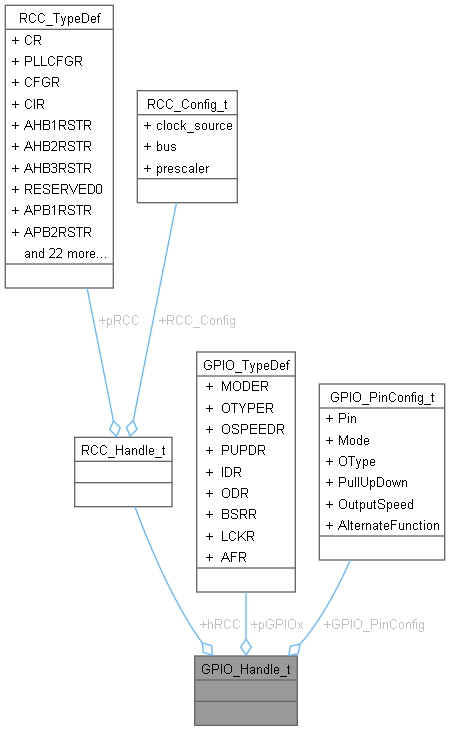 RCC_TypeDef
+ CR
+ PLLCFGR
+ CFGR
+ CIR
+ AHB1RSTR
+ AHB2RSTR
+ AHB3RSTR
+ RESERVED0
+ APB1RSTR
+ APB2RSTR
and 22 more...
RCC_Config_t
+ clock_source
+ bus
+ prescaler
+pRCC
+RCC_Config
GPIO_TypeDef
+ MODER
+ OTYPER
+ OSPEEDR
+ PUPDR
+ IDR
+ ODR
+ BSRR
+ LCKR
+ AFR
GPIO_PinConfig_t
+ Pin
+ Mode
+ OType
+ PullUpDown
+ OutputSpeed
+ AlternateFunction
RCC_Handle_t
+hRCC
+pGPIOx
+GPIO_PinConfig
GPIO_Handle_t